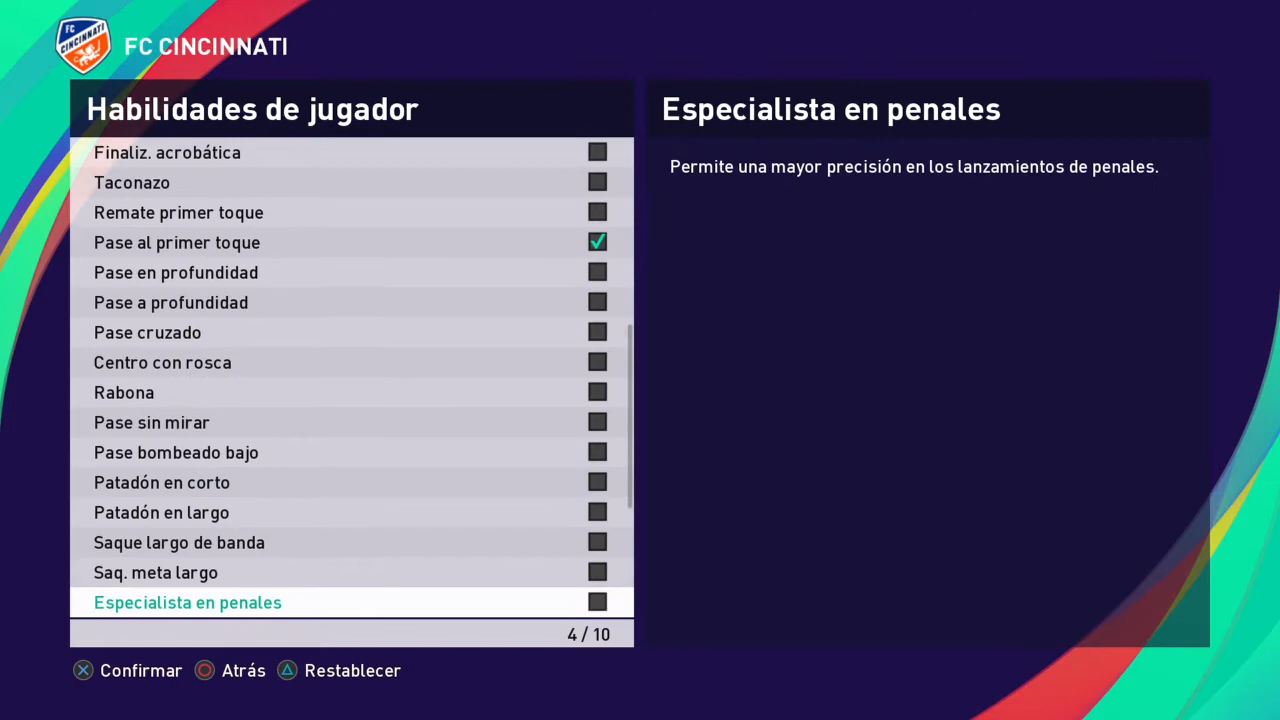 FC CINCINNATI
FC CINCINNATI
Habilidades de jugador
Finaliz. acrobática
Taconazo
Remate primer toque
Pase al primer toque
Pase en profundidad
Pase a profundidad
Pase cruzado
Centro con rosca
Rabona
Pase sin mirar
Pase bombeado bajo
Patadón en corto
Patadón en largo
Saque largo de banda
Saq. meta largo
Especialista en penales
4 / 10
Especialista en penales
Permite una mayor precisión en los lanzamientos de penales.
Confirmar Atrás Restablecer